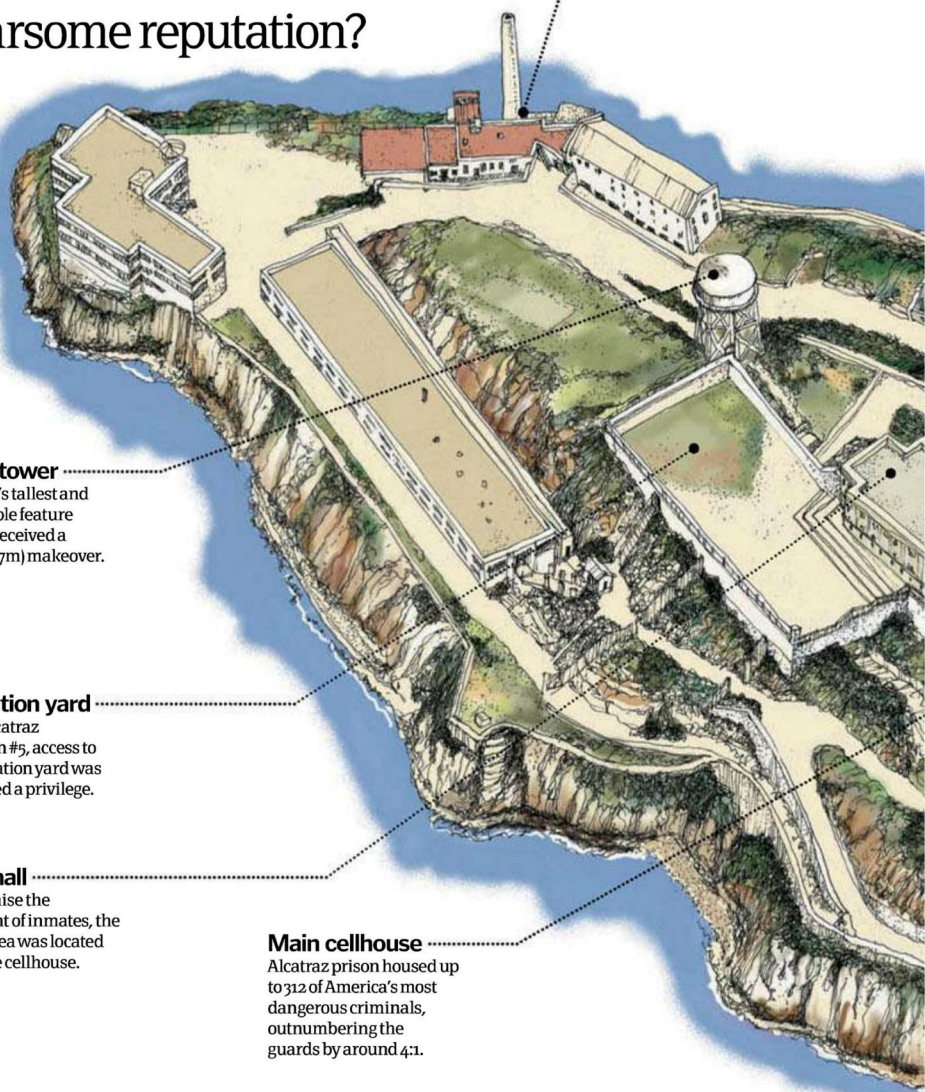 rsome reputation?
tower
's tallest and
ble feature
eceived a
7m) makeover.
tion yard
catraz
n #5, access to
ation yard was
ed a privilege.
hall
ise the
nt of inmates, the
ea was located
e cellhouse.
Main cellhouse
Alcatraz prison housed up
to 312 of America's most
dangerous criminals,
outnumbering the
guards by around 4:1.